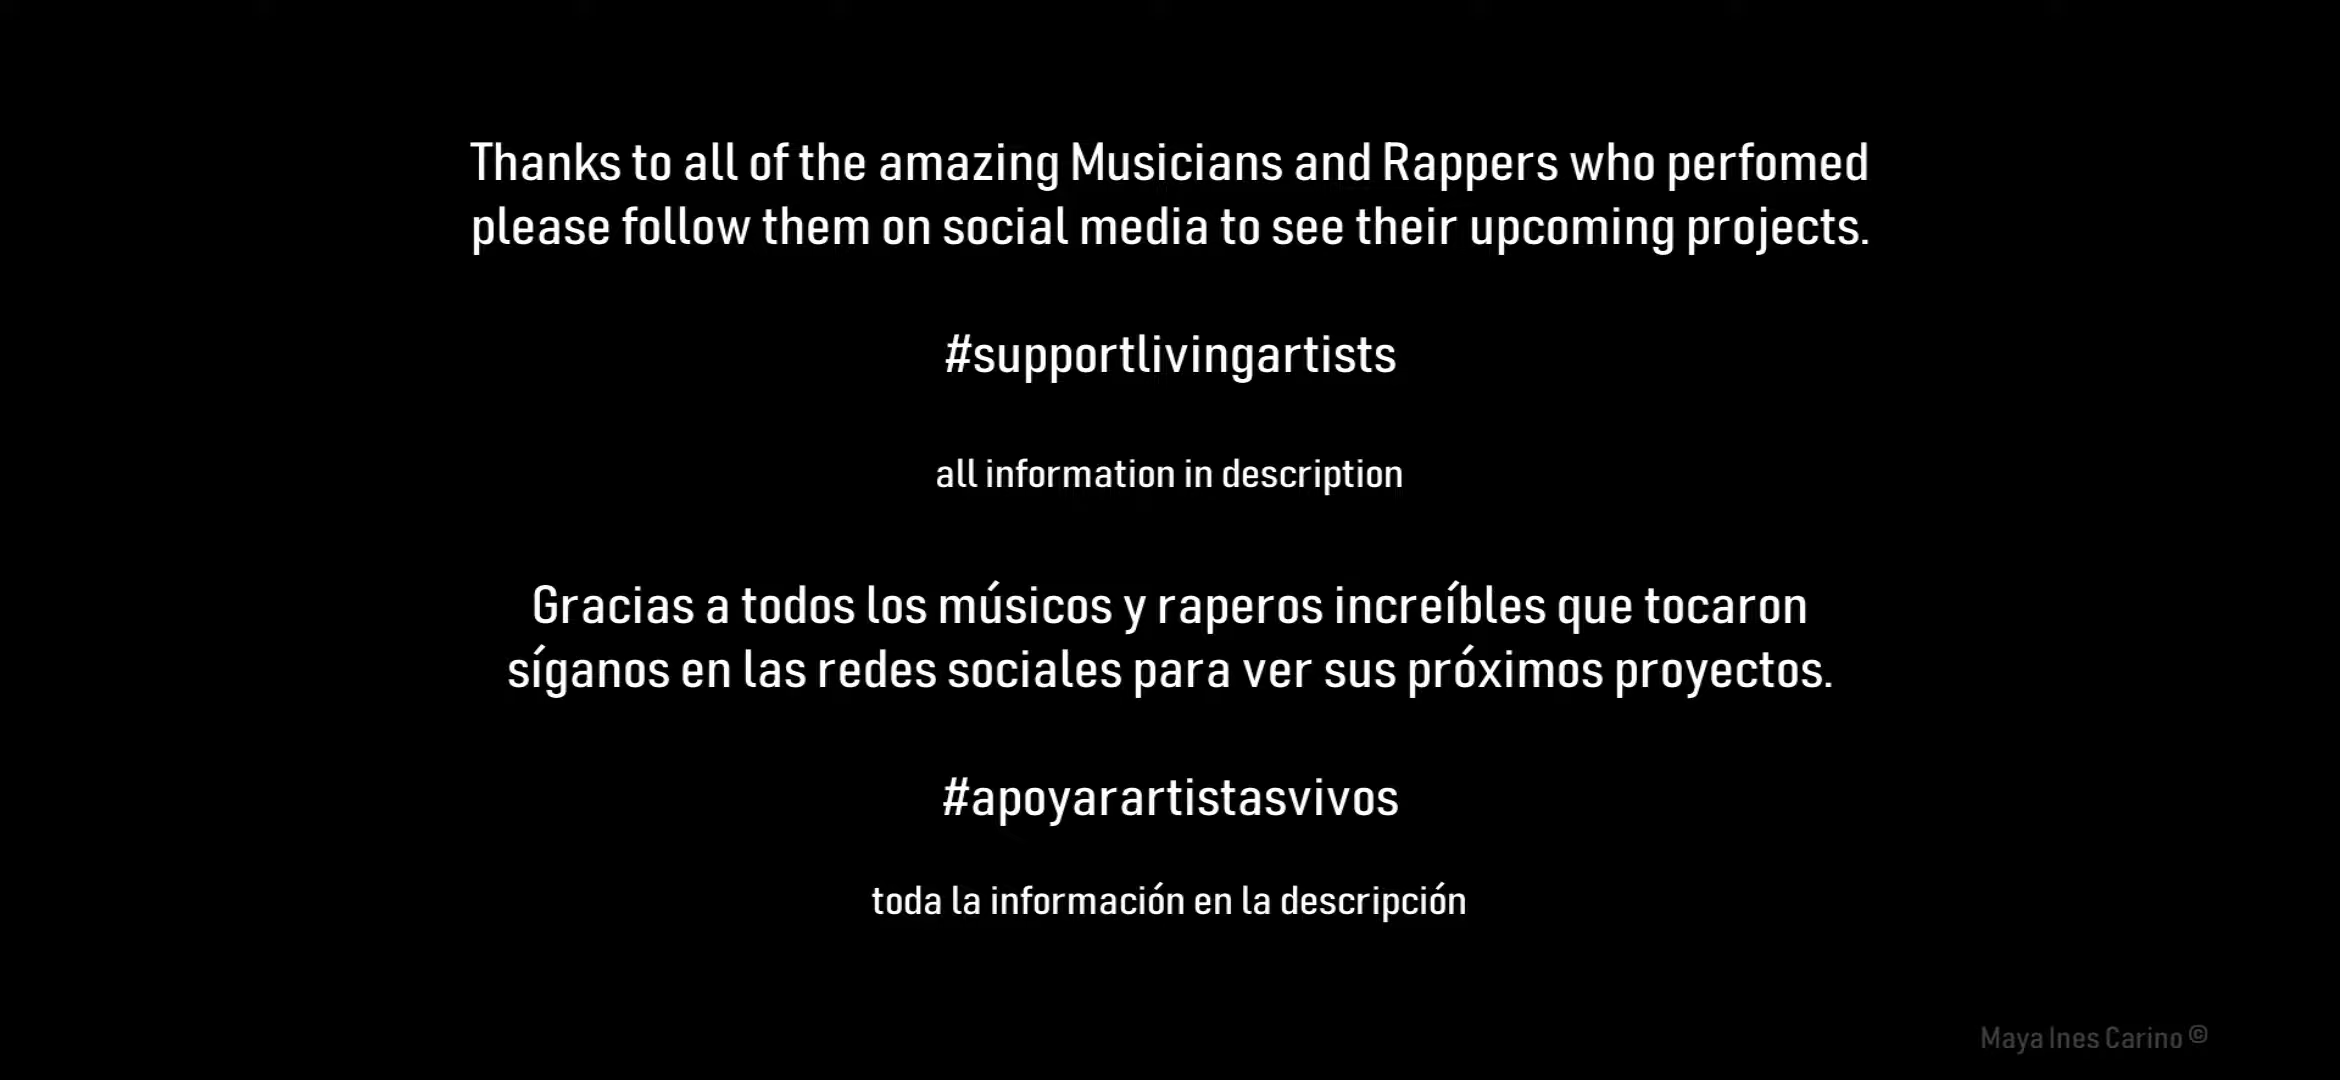 Thanks to all of the amazing Musicians and Rappers who perfomed
please follow them on social media to see their upcoming projects.
#supportlivingartists
all information in description
Gracias a todos los músicos y raperos increíbles que tocaron
síganos en las redes sociales para ver sus próximos proyectos.
#apoyarartistasvivos
toda la información en la descripción
Maya Ines Carino ©